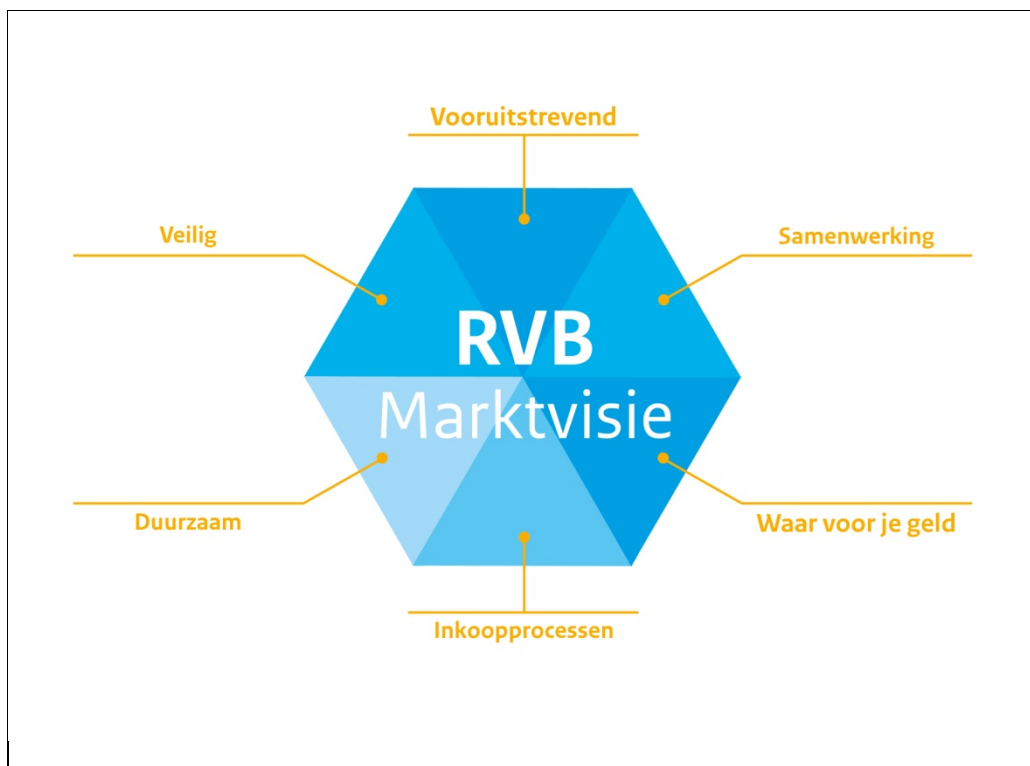 Vooruitstrevend
Veilig
Samenwerking
RVB
Marktvisie
Duurzaam
Waar voor je geld
Inkoopprocessen